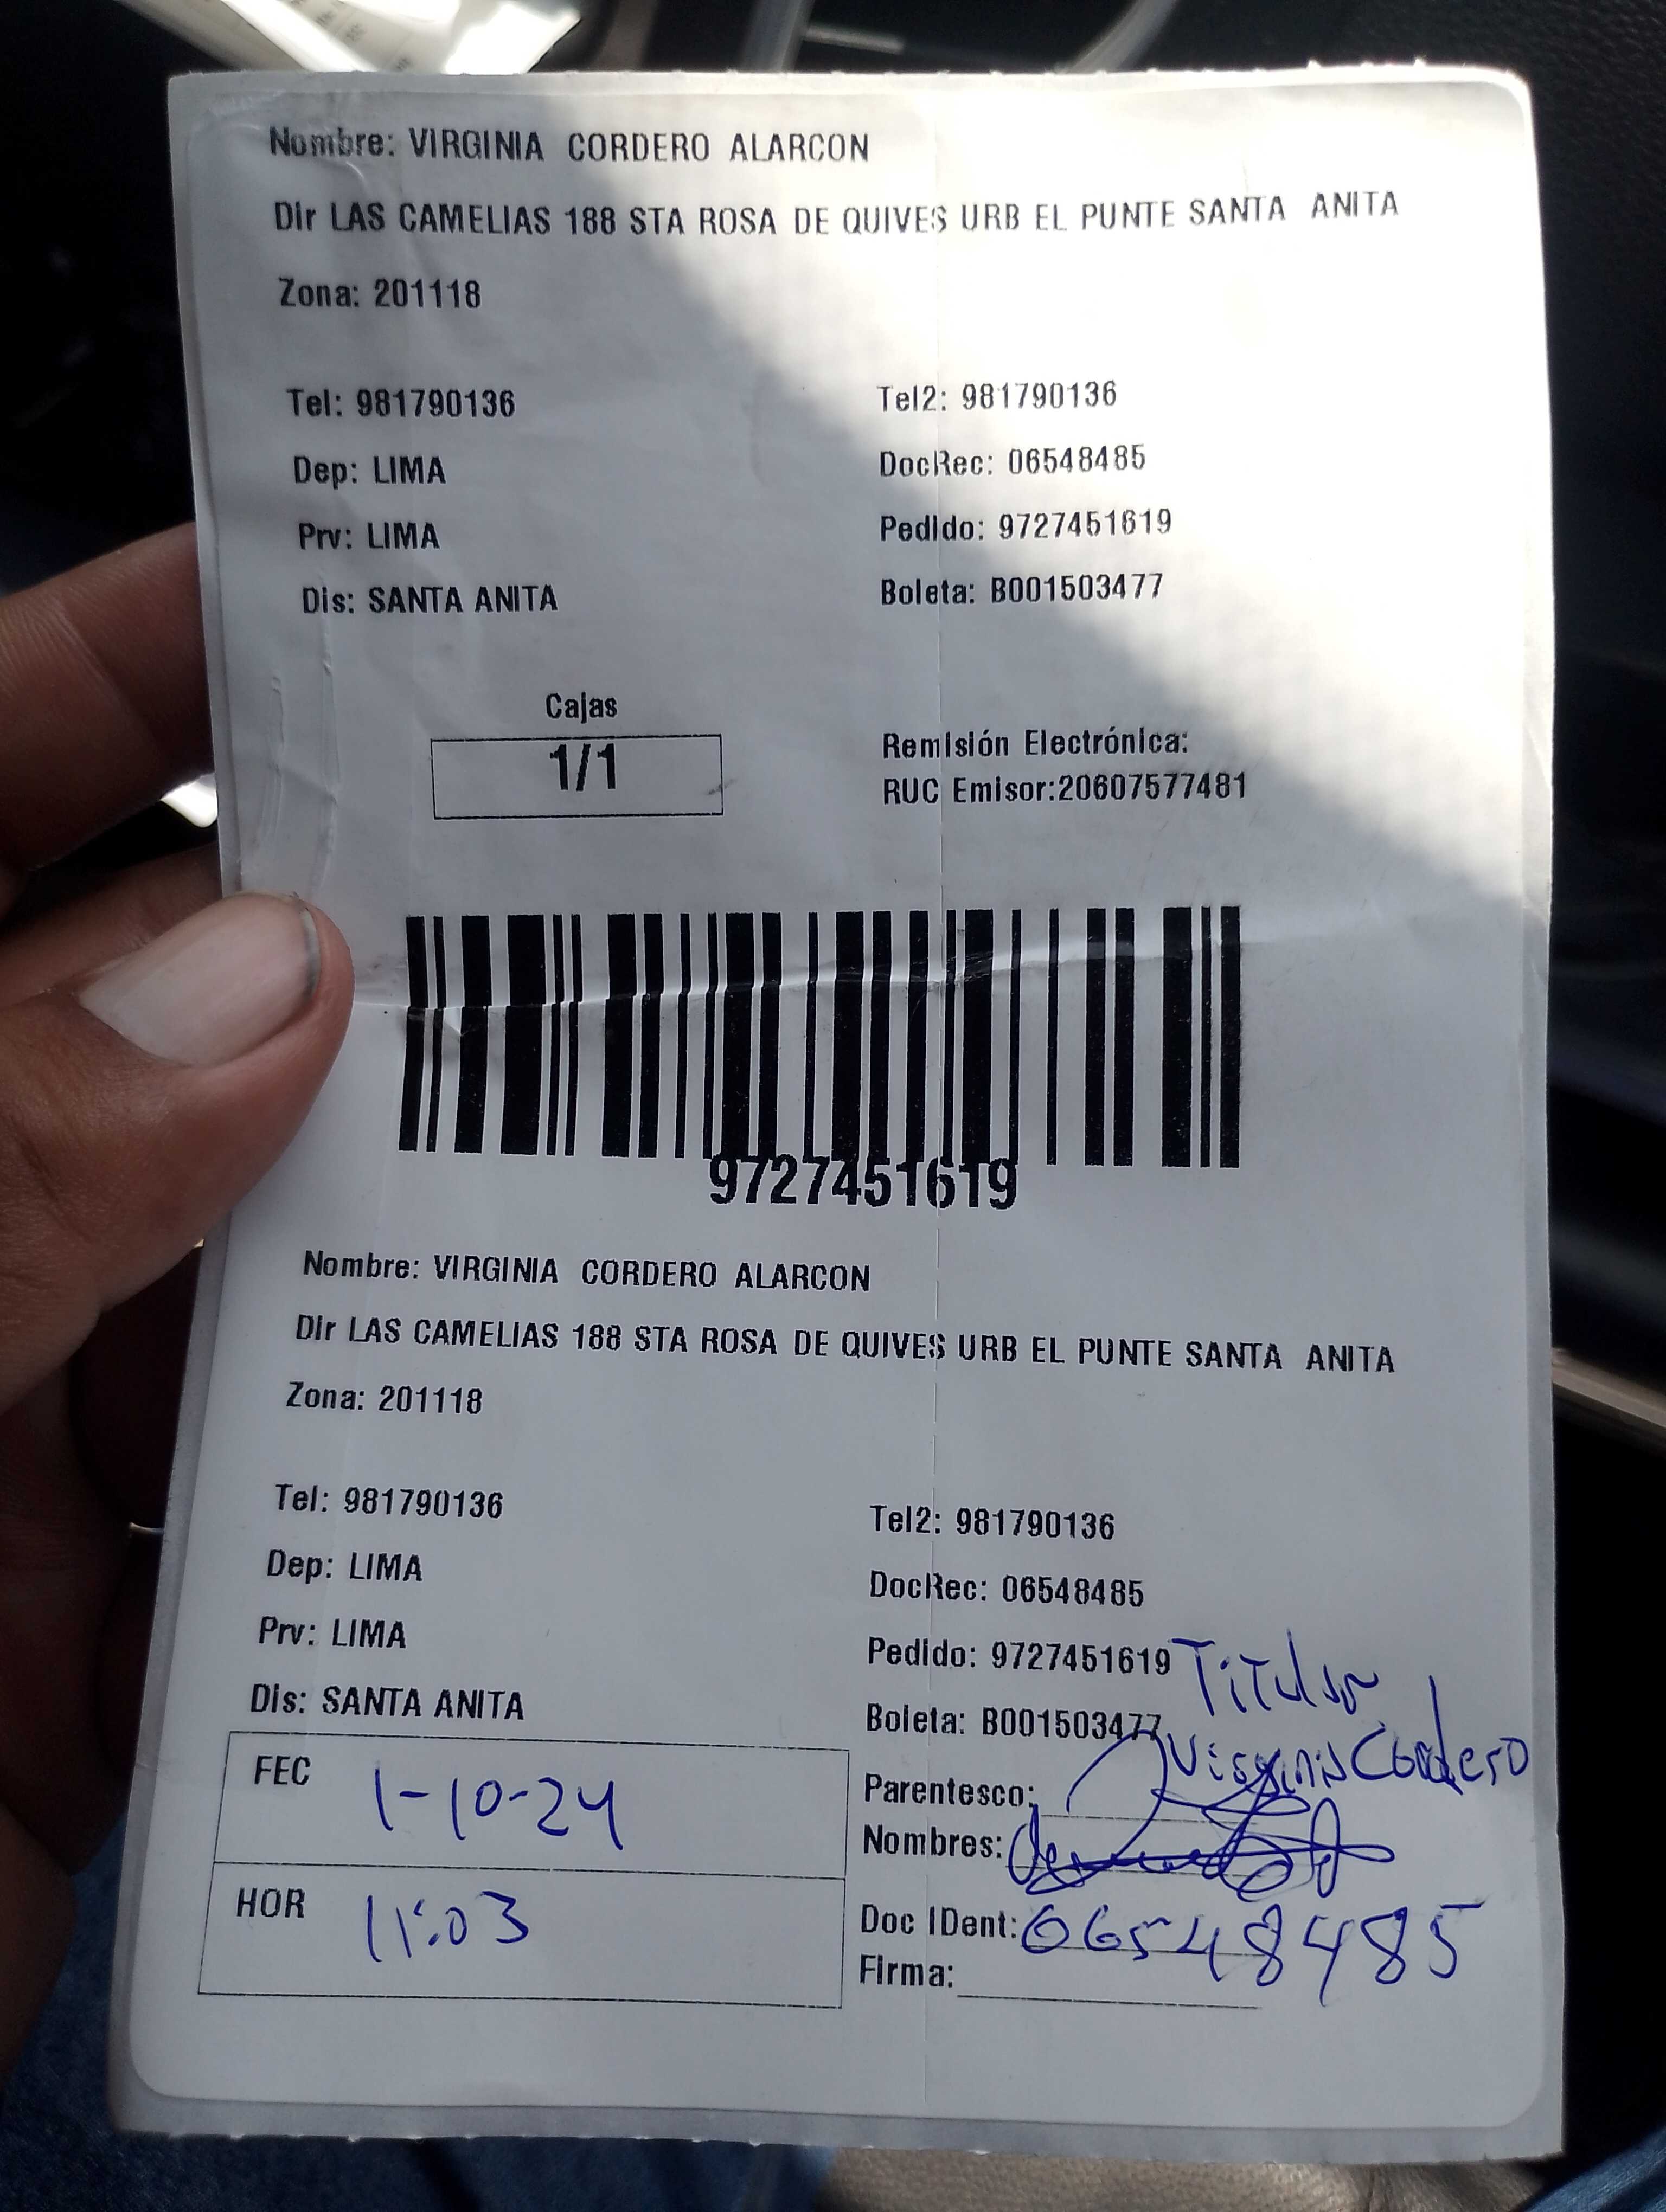 Nombre: VIRGINIA CORDERO ALARCON
Dir LAS CAMELIAS 188 STA ROSA DE QUIVES URB EL PUNTE SANTA ANITA
Zona: 201118
Tel: 981790136 Tel2: 981790136
Dep: LIMA DocRec: 06548485
Prv: LIMA Pedido: 9727451619
Dis: SANTA ANITA Boleta: B001503477
Cajas
1/1
Remisión Electrónica:
RUC Emisor:20607577481
9727451619
Nombre: VIRGINIA CORDERO ALARCON
Dir LAS CAMELIAS 188 STA ROSA DE QUIVES URB EL PUNTE SANTA ANITA
Zona: 201118
Tel: 981790136 Tel2: 981790136
Dep: LIMA DocRec: 06548485
Prv: LIMA Pedido: 9727451619 Titular
Dis: SANTA ANITA Boleta: B001503477
Virginia Cordero
FEC 1-10-24 Parentesco:
Nombres:
HOR 11:03 Doc IDent: 06548485
Firma: